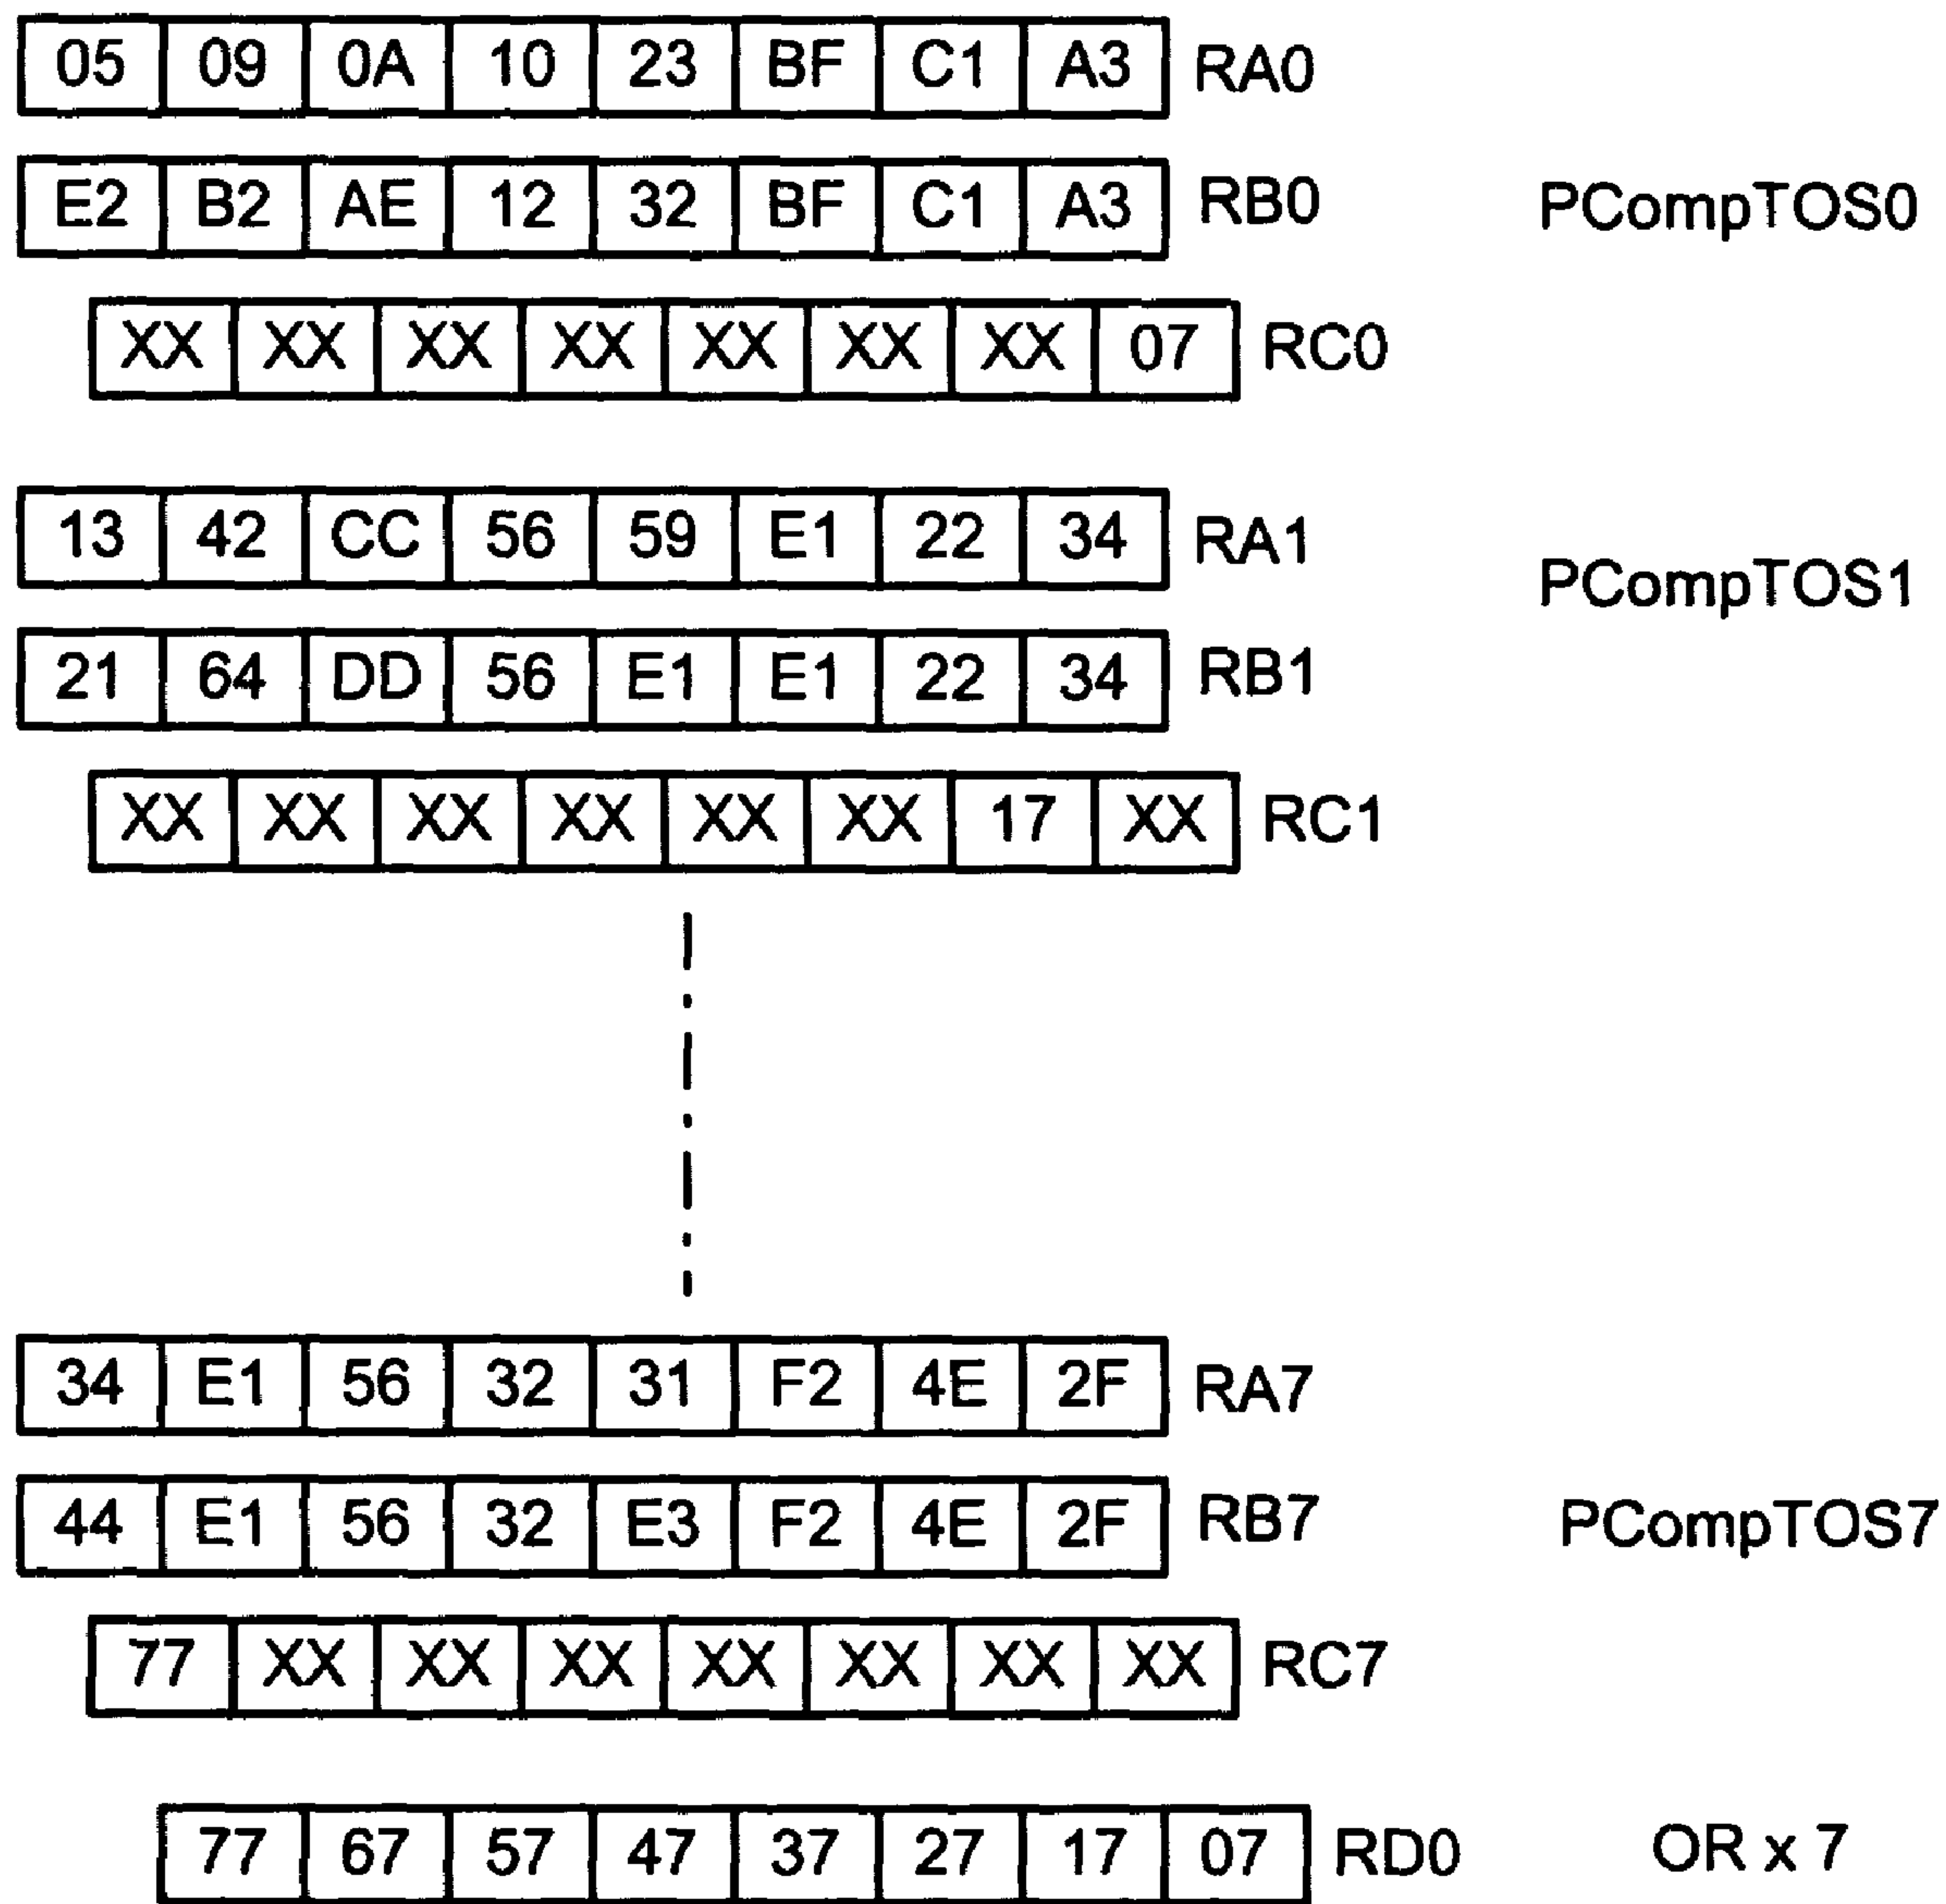 05 09 0A 10 23 BF C1 A3 RA0
E2 B2 AE 12 32 BF C1 A3 RB0 PCompTOS0
XX XX XX XX XX XX XX 07 RC0
13 42 CC 56 59 E1 22 34 RA1
PCompTOS1
21 64 DD 56 E1 E1 22 34 RB1
XX XX XX XX XX XX 17 XX RC1
34 E1 56 32 31 F2 4E 2F RA7
44 E1 56 32 E3 F2 4E 2F RB7 PCompTOS7
77 XX XX XX XX XX XX XX RC7
77 67 57 47 37 27 17 07 RD0 OR x 7